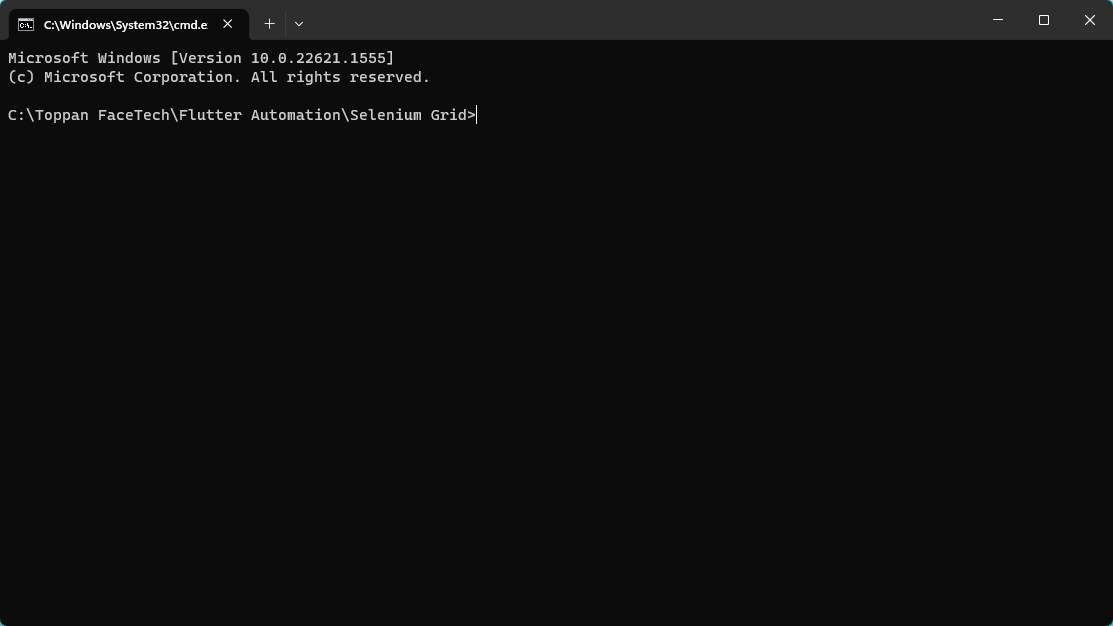 C:\Windows\System32\cmd.e
Microsoft Windows [Version 10.0.22621.1555]
(c) Microsoft Corporation. All rights reserved.
C:\Toppan FaceTech\Flutter Automation\Selenium Grid>